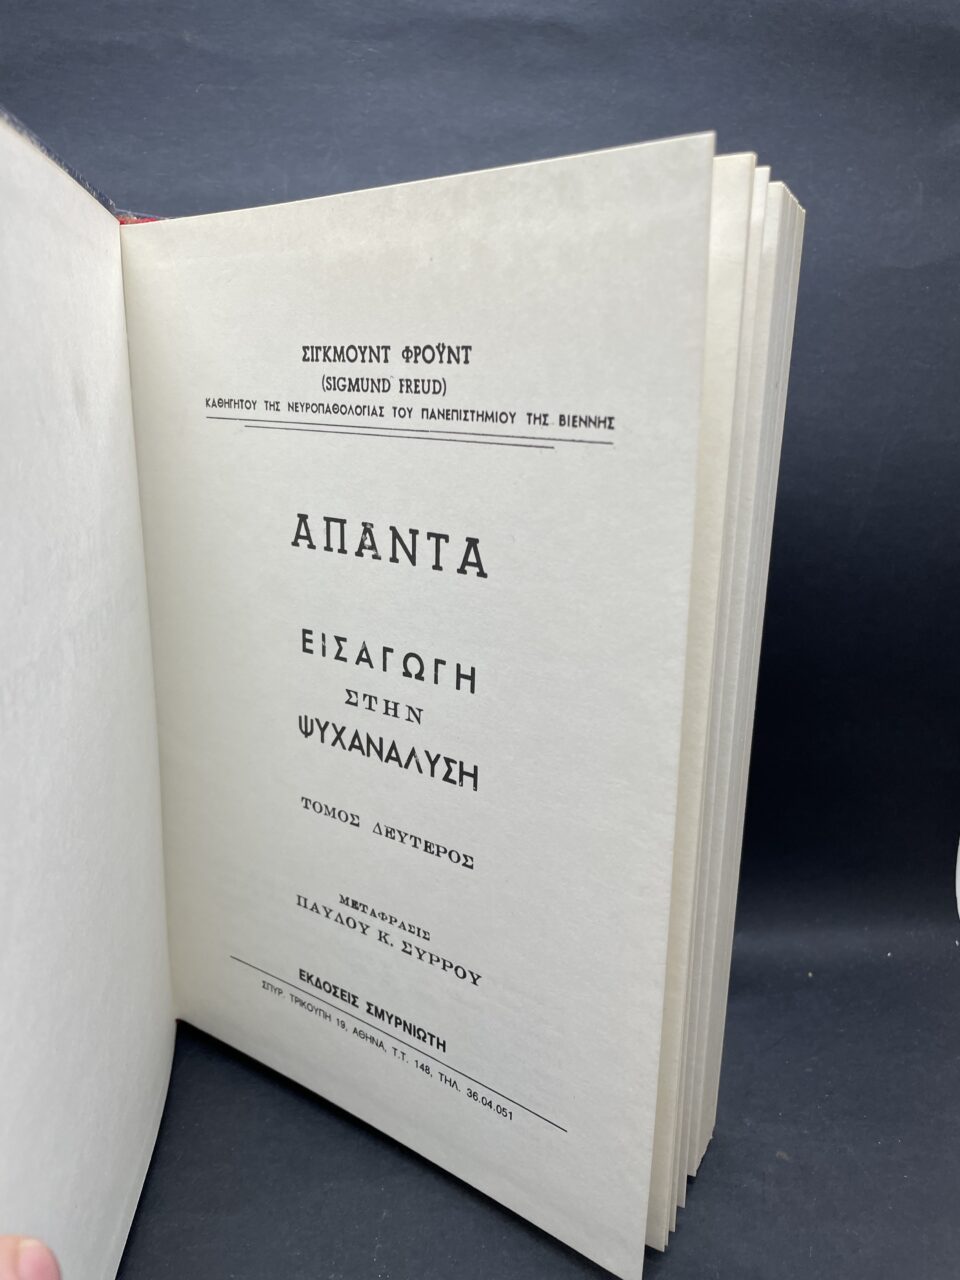 ΣΙΓΚΜΟΥΝΤ ΦΡΟΫΝΤ
(SIGMUND FREUD)
ΚΑΘΗΓΗΤΟΥ ΤΗΣ ΝΕΥΡΟΠΑΘΟΛΟΓΙΑΣ ΤΟΥ ΠΑΝΕΠΙΣΤΗΜΙΟΥ ΤΗΣ ΒΙΕΝΝΗΣ
ΑΠΑΝΤΑ
ΕΙΣΑΓΩΓΗ
ΣΤΗΝ
ΨΥΧΑΝΑΛΥΣΗ
ΤΟΜΟΣ ΔΕΥΤΕΡΟΣ
ΜΕΤΑΦΡΑΣΙΣ
ΠΑΥΛΟΥ Κ. ΣΥΡΡΟΥ
ΕΚΔΟΣΕΙΣ ΣΜΥΡΝΙΩΤΗ
ΣΠΥΡ. ΤΡΙΚΟΥΠΗ 19, ΑΘΗΝΑ, Τ.Τ. 148, ΤΗΛ. 36.04.051